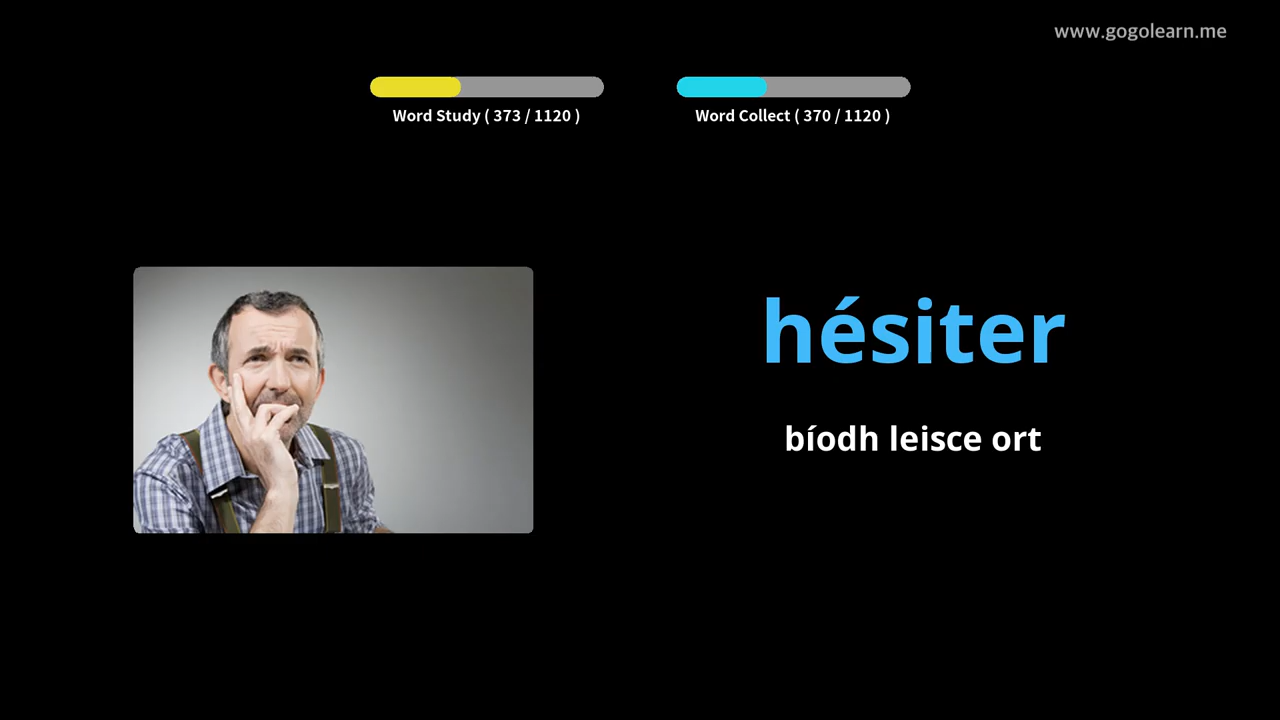 www.gogolearn.me
Word Study ( 373 / 1120 )
Word Collect ( 370 / 1120 )
hésiter
bíodh leisce ort